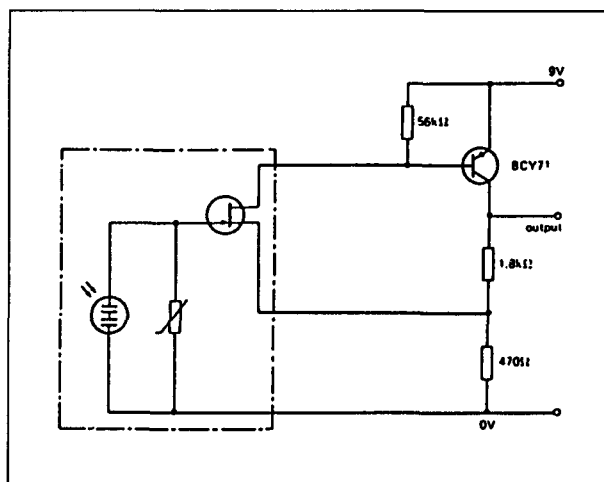 9V
56kΩ
BCY71
output
1.8kΩ
470Ω
0V